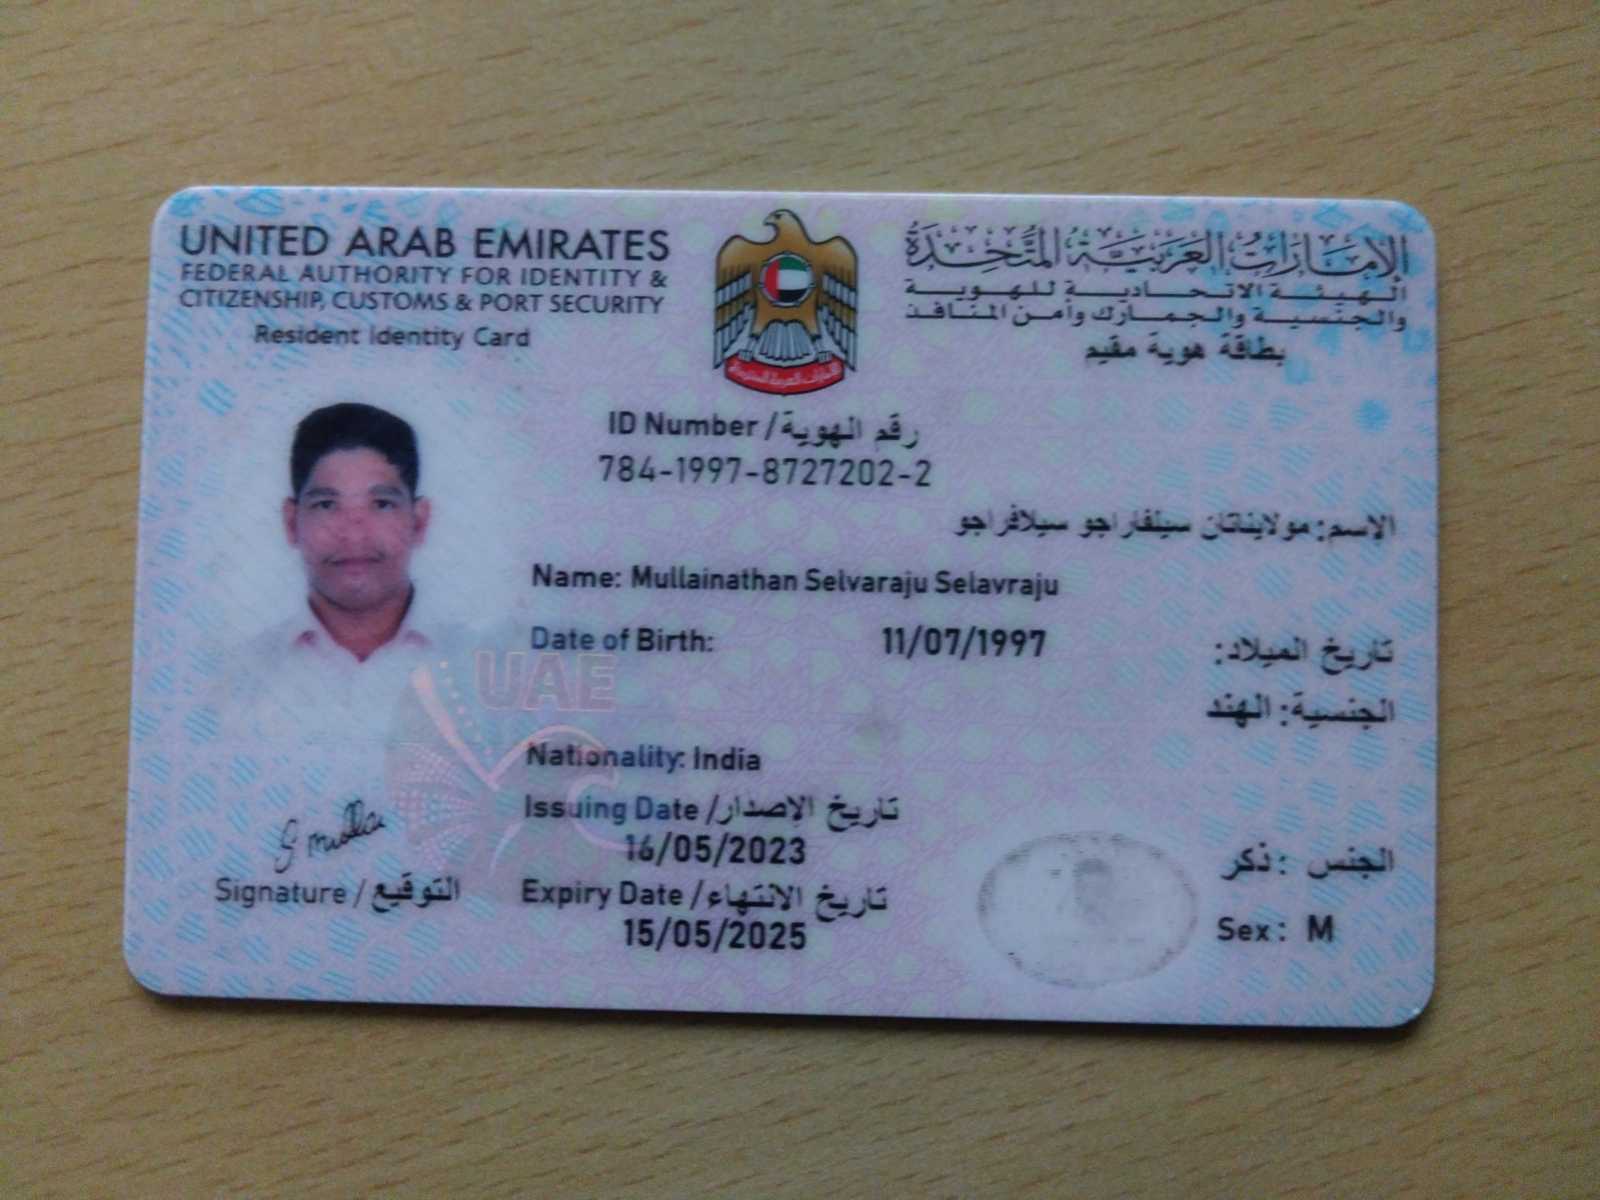 UNITED ARAB EMIRATES
FEDERAL AUTHORITY FOR IDENTITY &
CITIZENSHIP, CUSTOMS & PORT SECURITY
Resident Identity Card
الإمارات العربية المتحدة
الهيئة الاتحادية للهوية
والجنسية والجمارك وأمن المنافذ
بطاقة هوية مقيم
ID Number / رقم الهوية
784-1997-8727202-2
الاسم: مولايناتان سيلفاراجو سيلافراجو
Name: Mullainathan Selvaraju Selavraju
Date of Birth: 11/07/1997 تاريخ الميلاد:
UAE
الجنسية: الهند
Nationality: India
Issuing Date / تاريخ الإصدار
16/05/2023
Expiry Date / تاريخ الانتهاء
15/05/2025
Signature / التوقيع
الجنس : ذكر
Sex : M